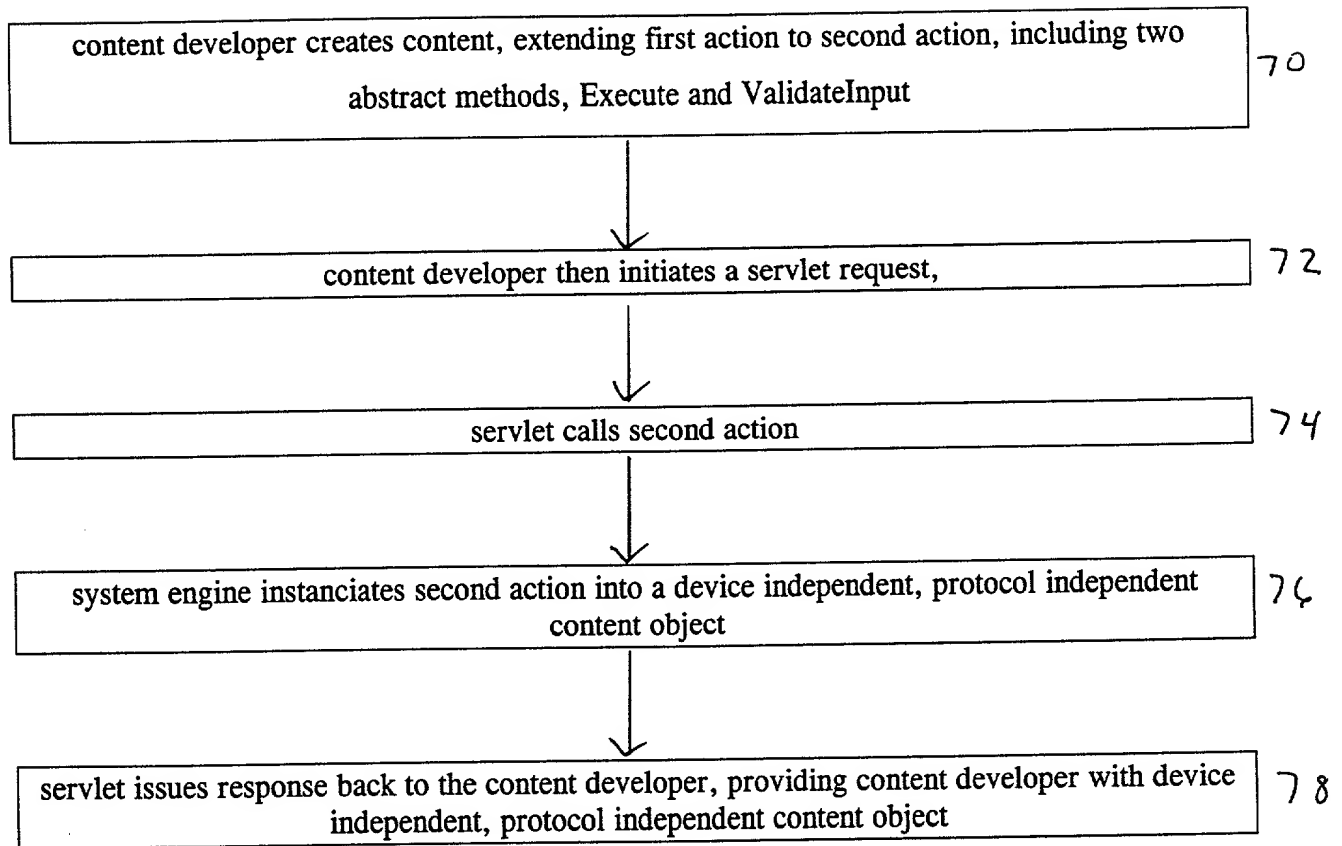 content developer creates content, extending first action to second action, including two
abstract methods, Execute and ValidateInput
70
content developer then initiates a servlet request,
72
servlet calls second action
74
system engine instanciates second action into a device independent, protocol independent
content object
76
servlet issues response back to the content developer, providing content developer with device
independent, protocol independent content object
78